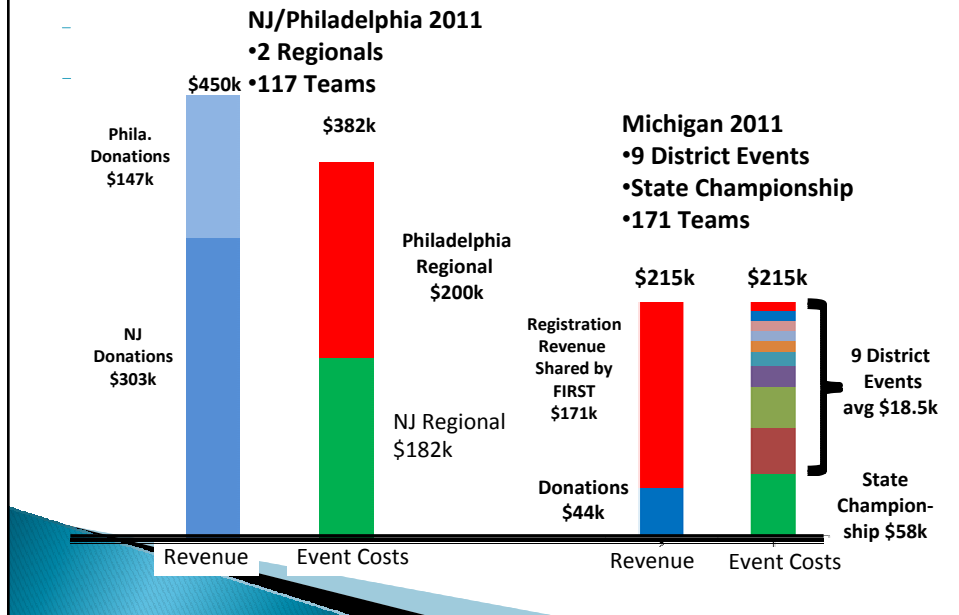 NJ/Philadelphia 2011
•2 Regionals
•117 Teams
$450k
Phila.
Donations
$147k
NJ
Donations
$303k
$382k
Philadelphia
Regional
$200k
NJ Regional
$182k
Revenue
Event Costs
Michigan 2011
•9 District Events
•State Championship
•171 Teams
$215k
$215k
Registration
Revenue
Shared by
FIRST
$171k
Donations
$44k
9 District
Events
avg $18.5k
State
Champion-
ship $58k
Revenue
Event Costs